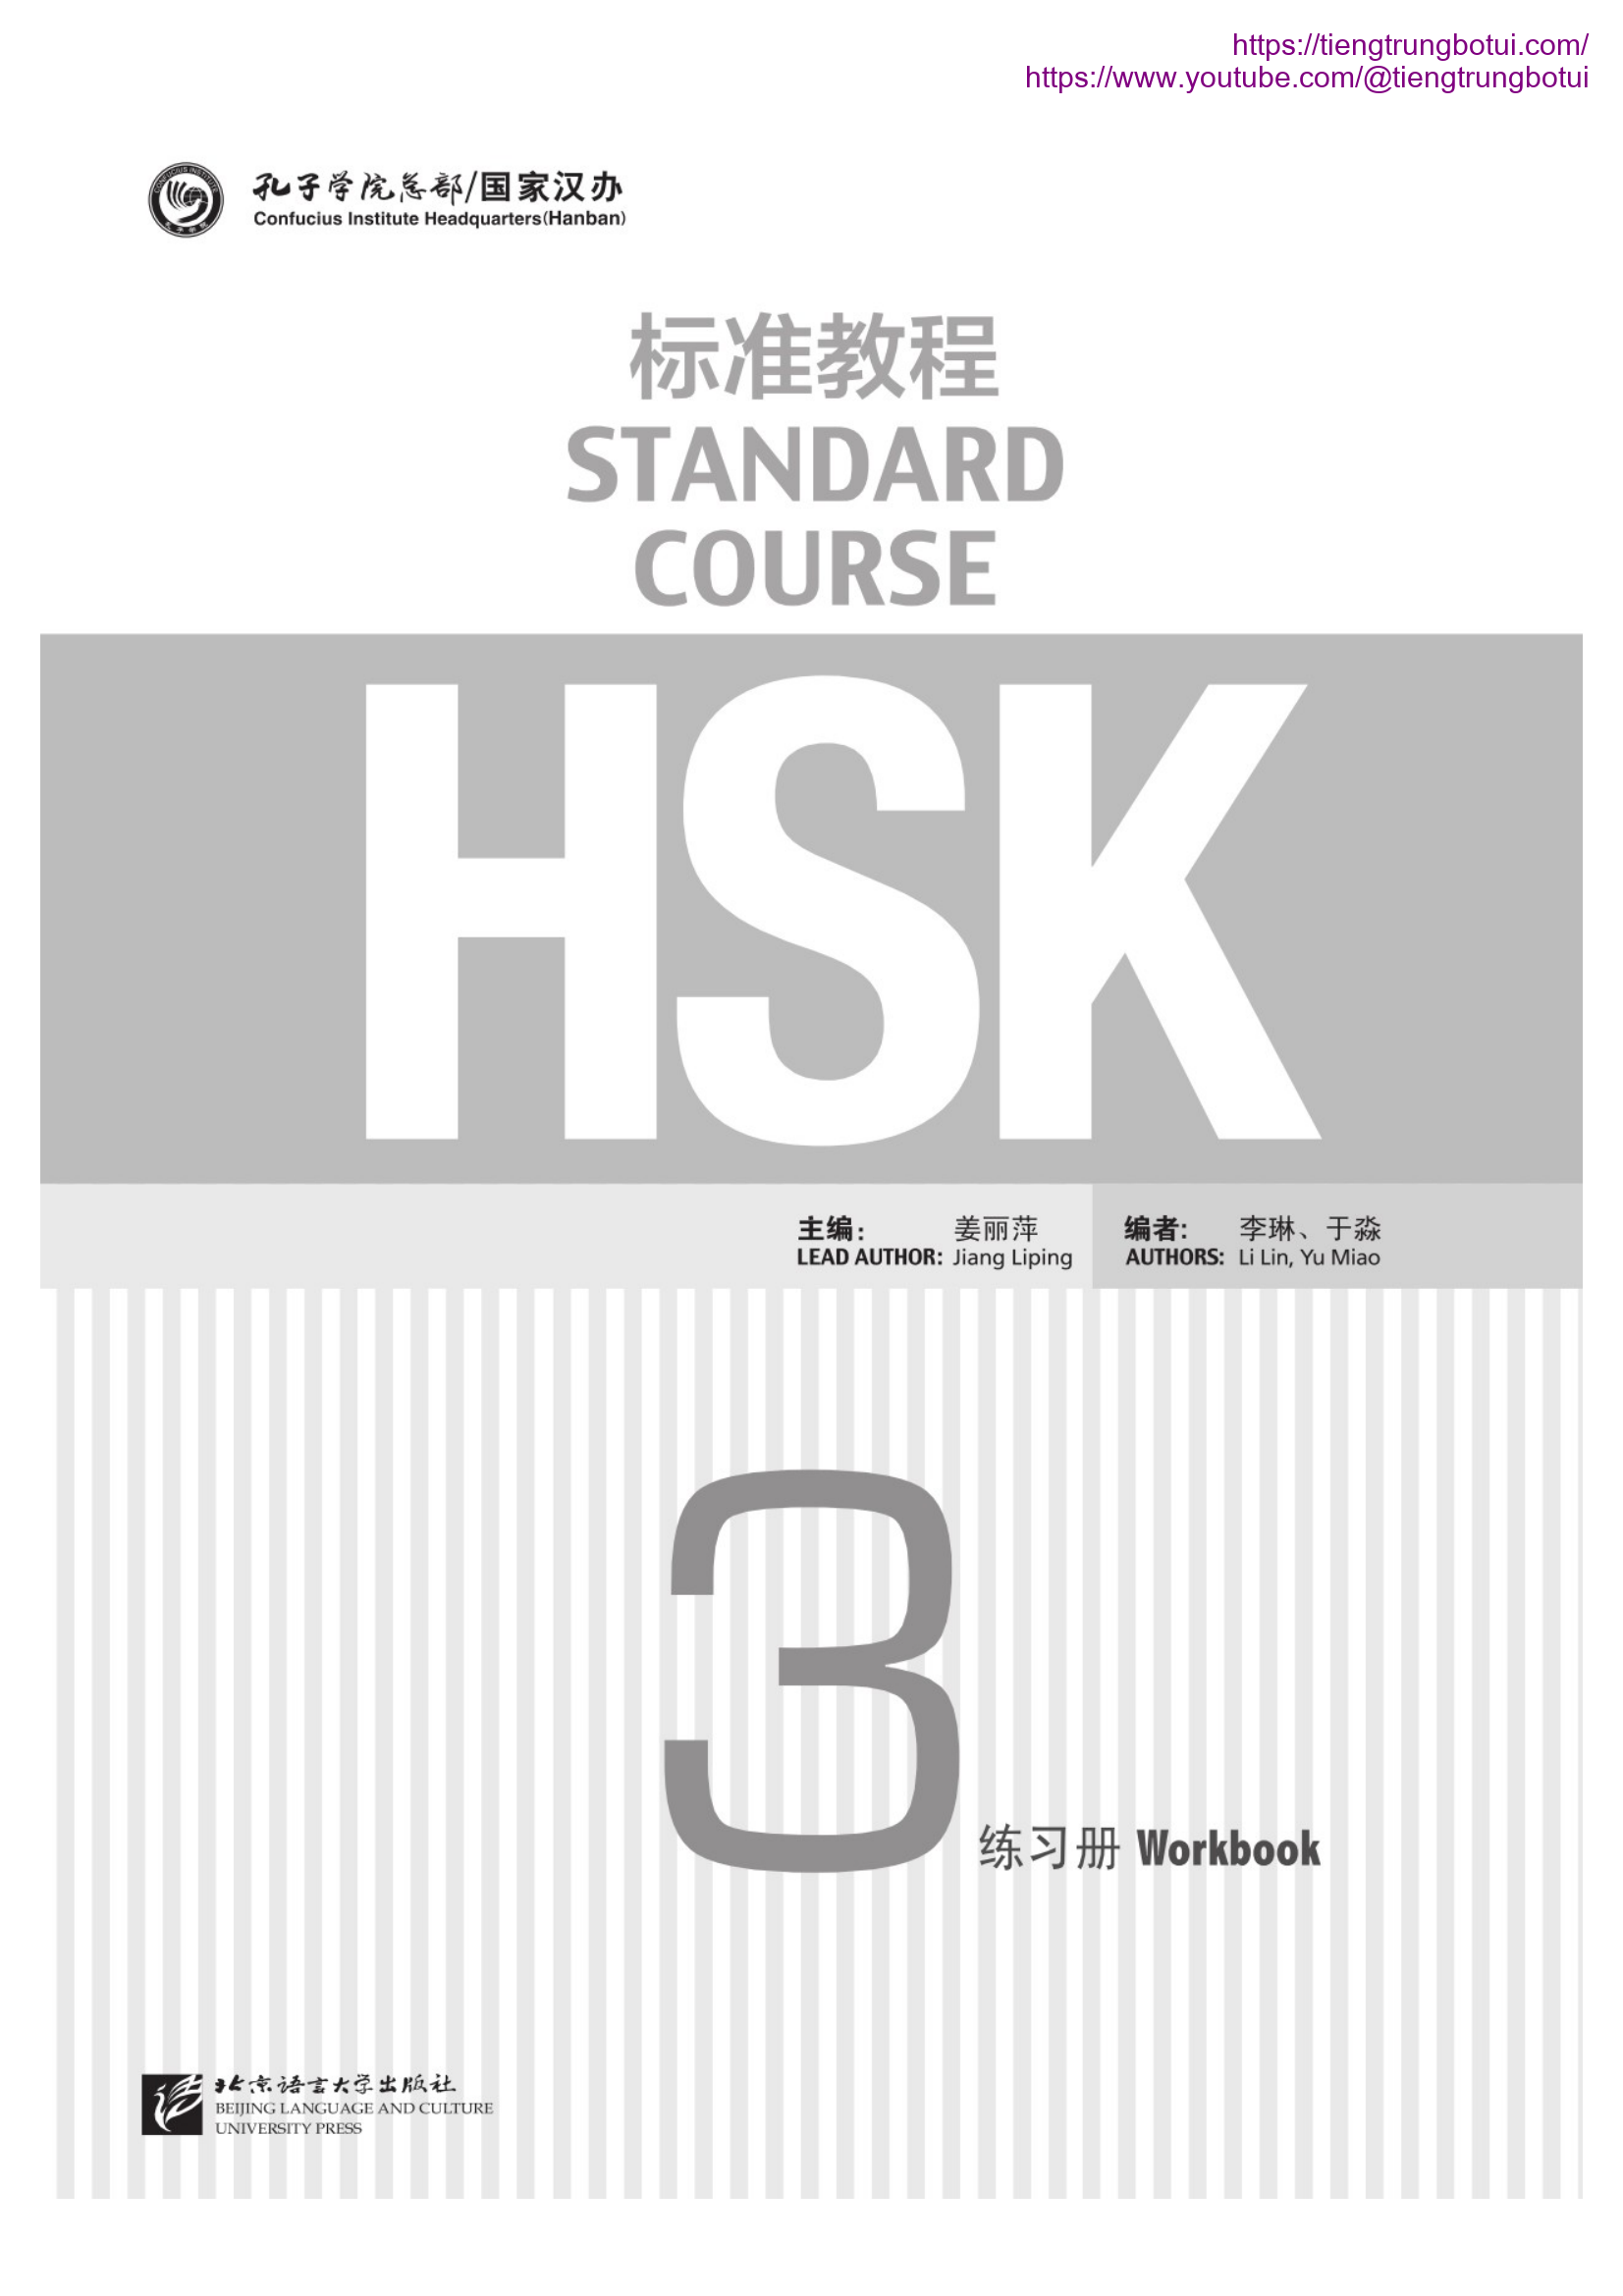 https://tiengtrungbotui.com/
https://www.youtube.com/@tiengtrungbotui
孔子学院总部/国家汉办
Confucius Institute Headquarters(Hanban)
标准教程
STANDARD
COURSE
HSK
主编： 姜丽萍
LEAD AUTHOR: Jiang Liping
编者: 李琳、于淼
AUTHORS: Li Lin, Yu Miao
3
练习册 Workbook
北京语言大学出版社
BEIJING LANGUAGE AND CULTURE
UNIVERSITY PRESS